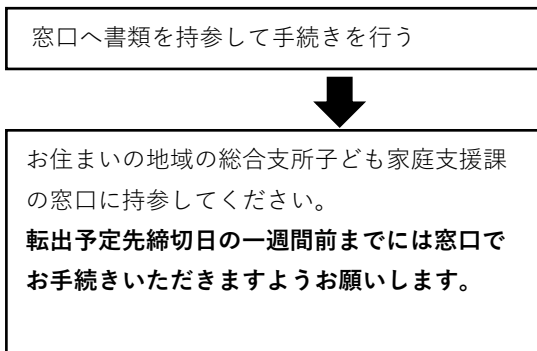 窓口へ書類を持参して手続きを行う
お住まいの地域の総合支所子ども家庭支援課
の窓口に持参してください。
転出予定先締切日の一週間前までには窓口で
お手続きいただきますようお願いします。